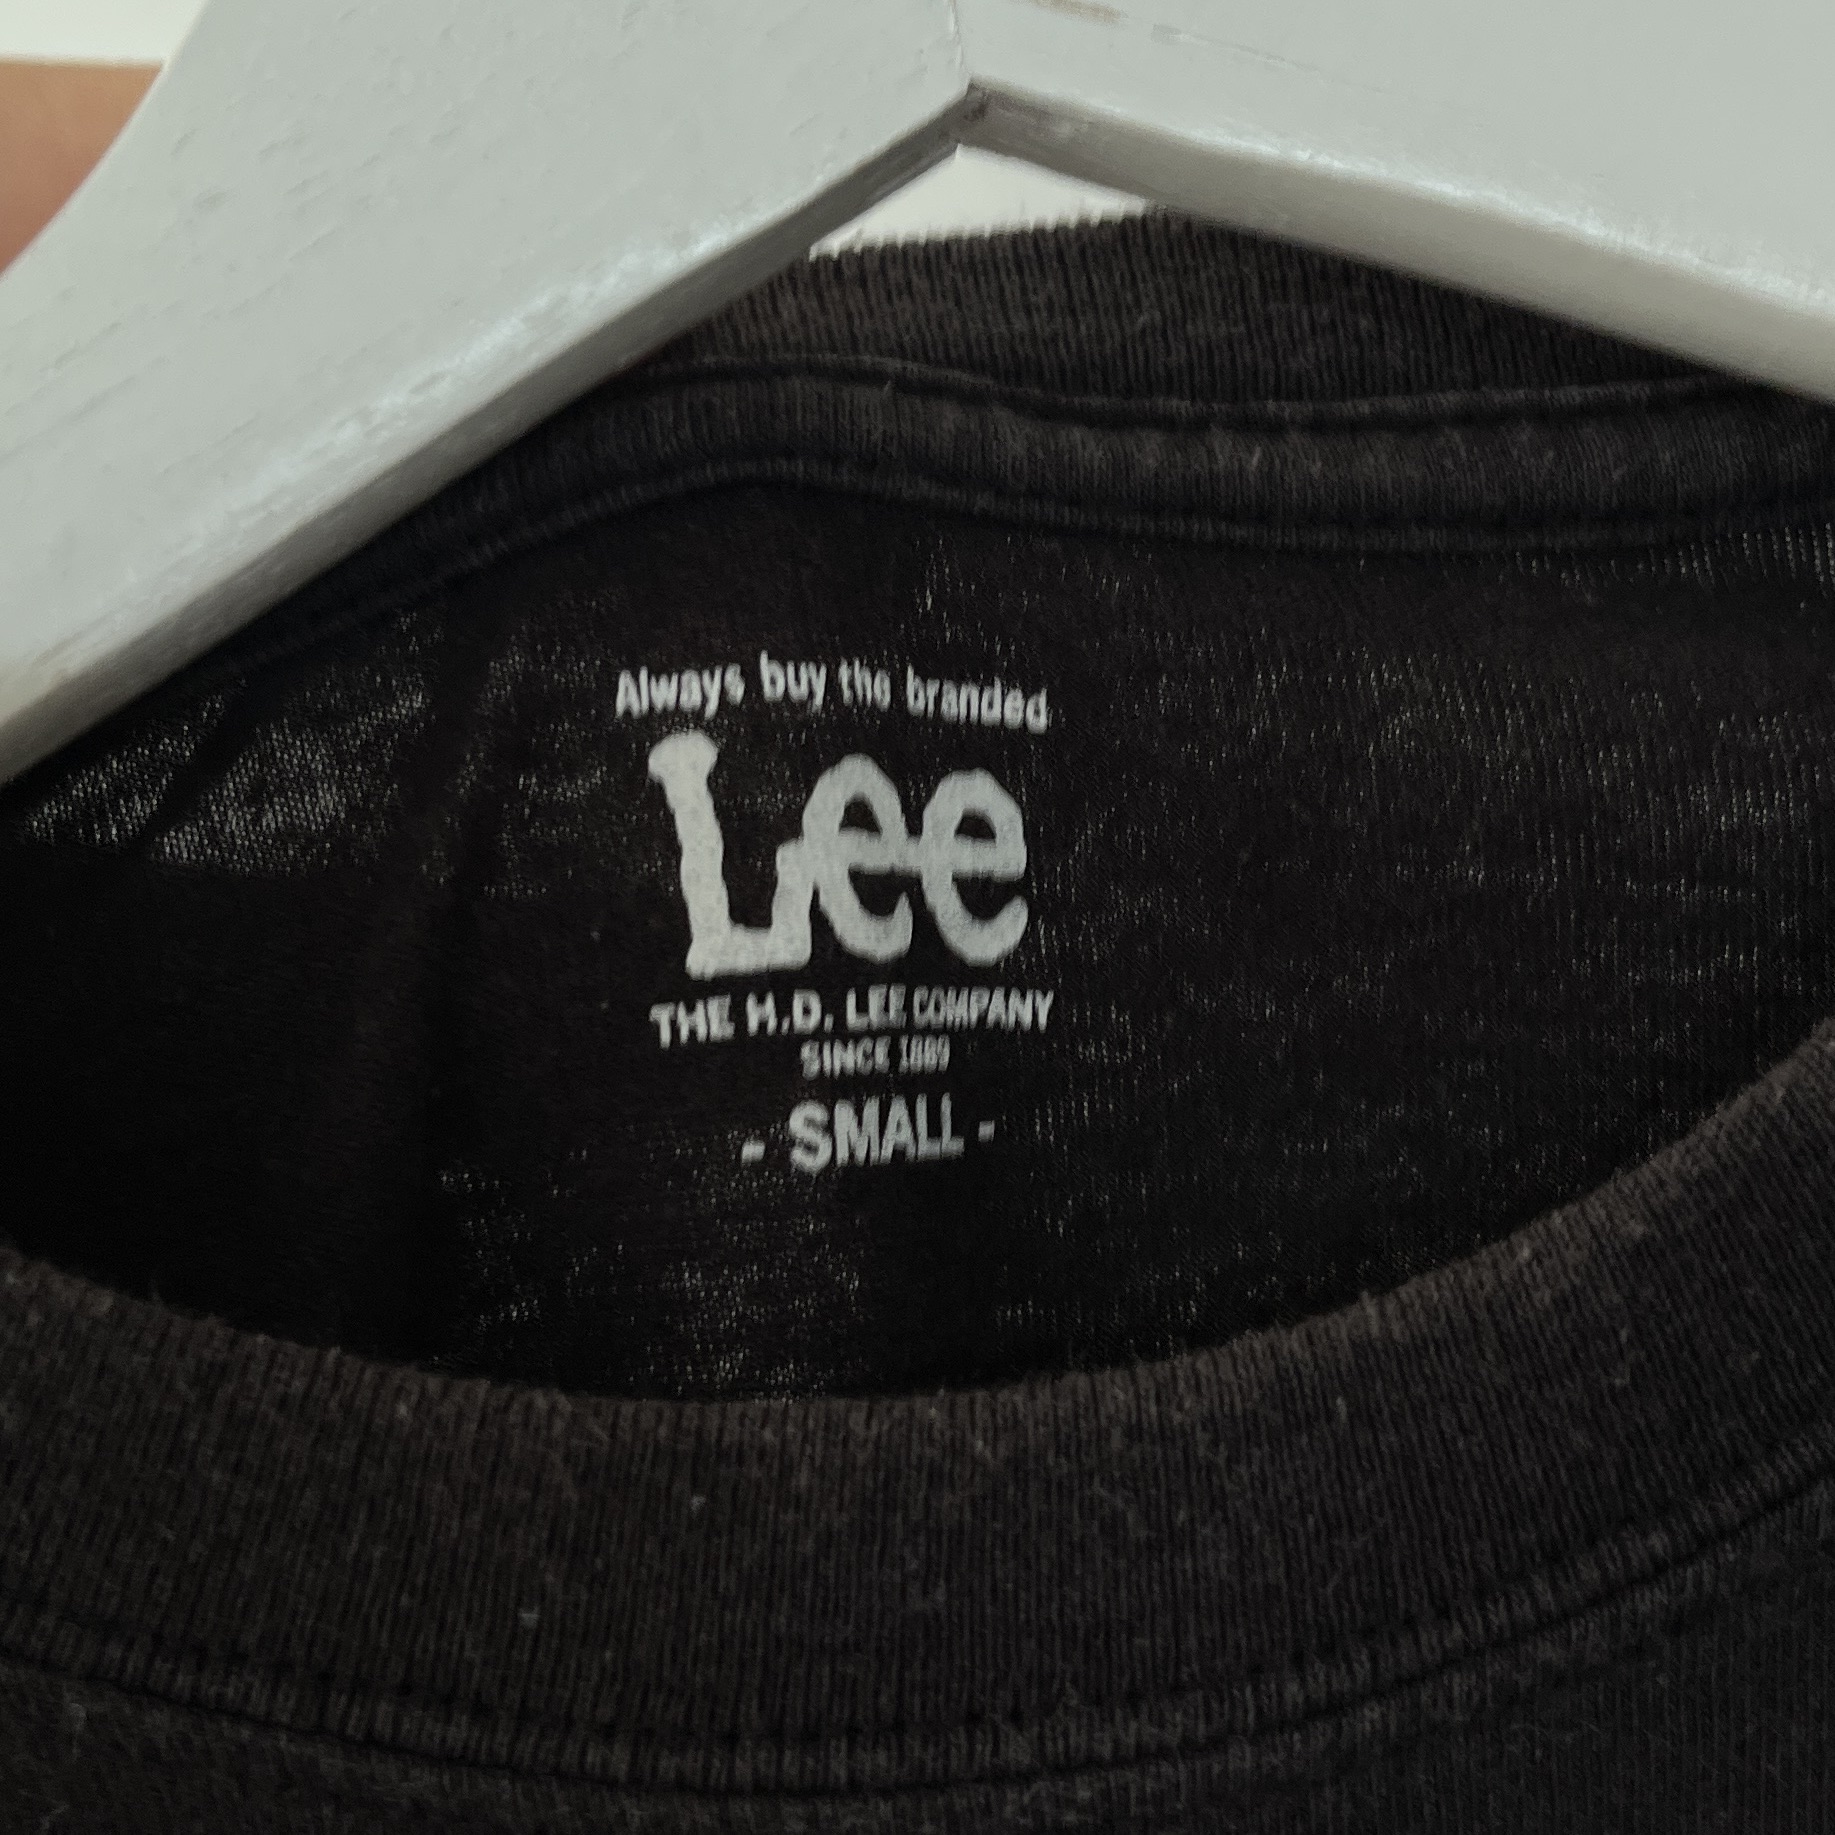 Always buy the branded
Lee
THE H.D. LEE COMPANY
SINCE 1889
- SMALL -